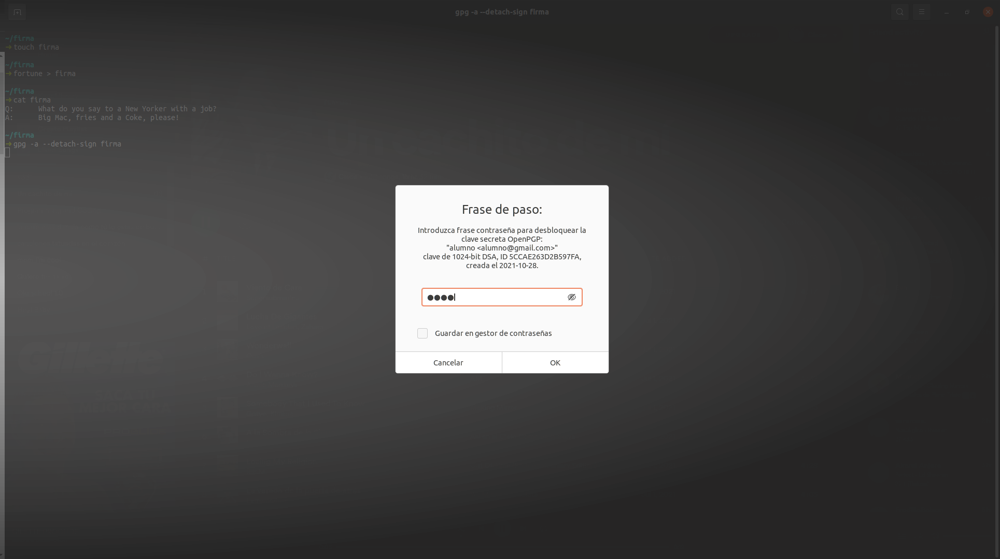 gpg -a --detach-sign firma
~/firma
➜ touch firma
~/firma
➜ fortune > firma
~/firma
➜ cat firma
Q:      What do you say to a New Yorker with a job?
A:      Big Mac, fries and a Coke, please!
~/firma
➜ gpg -a --detach-sign firma
Frase de paso:
Introduzca frase contraseña para desbloquear la
clave secreta OpenPGP:
"alumno <alumno@gmail.com>"
clave de 1024-bit DSA, ID 5CCAE263D2B597FA,
creada el 2021-10-28.
Guardar en gestor de contraseñas
Cancelar
OK